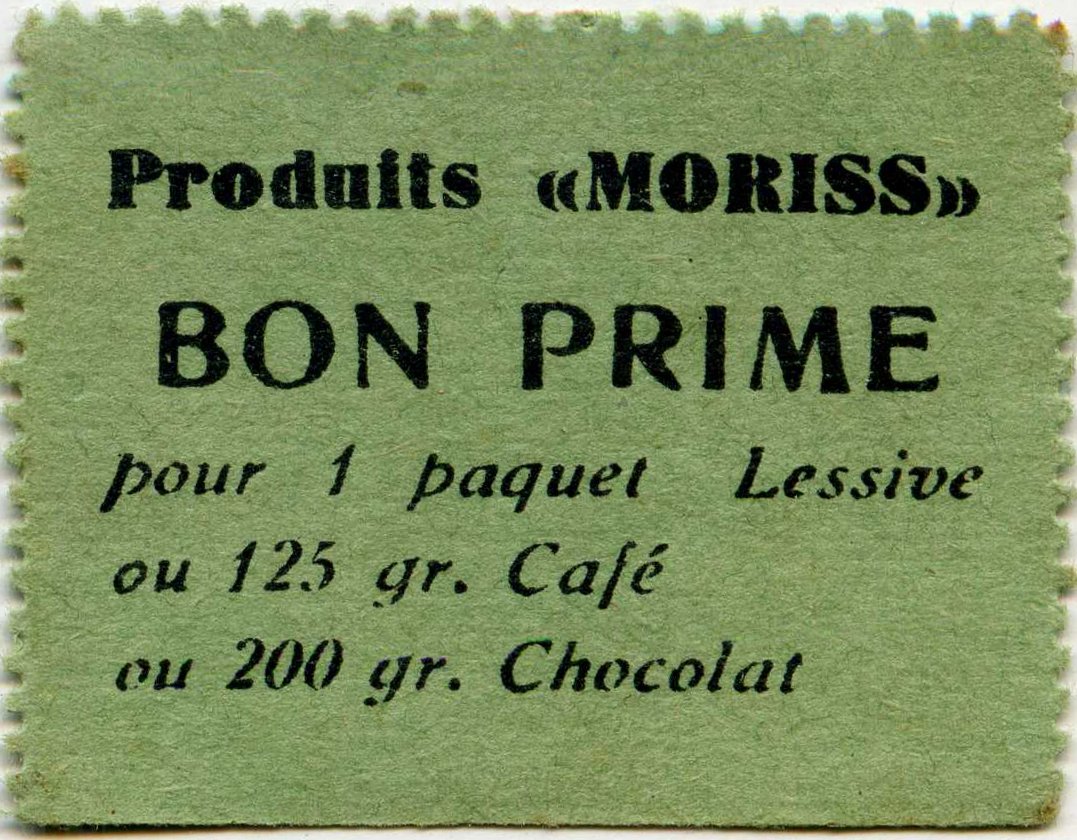 Produits «MORISS»
BON PRIME
pour 1 paquet Lessive
ou 125 gr. Café
ou 200 gr. Chocolat